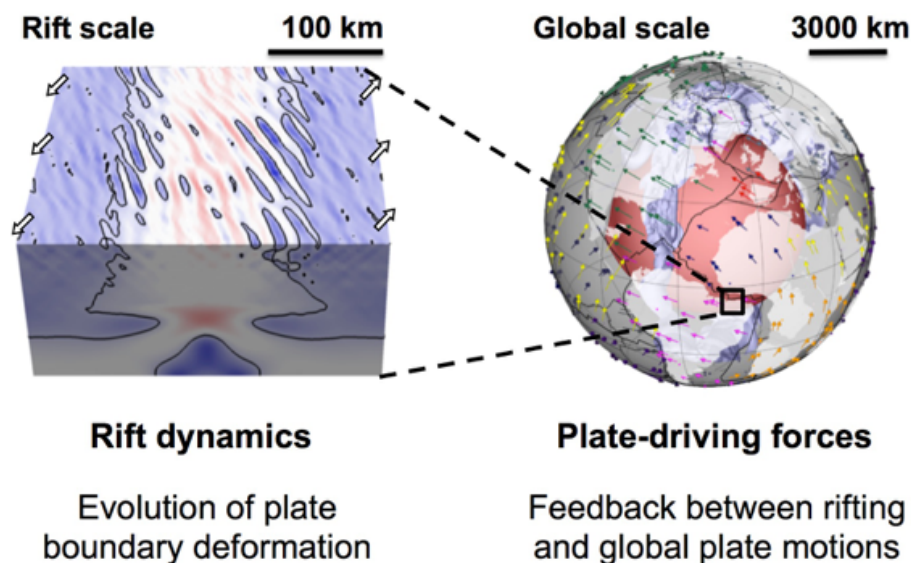 Rift scale
100 km
Global scale
3000 km
Rift dynamics
Evolution of plate
boundary deformation
Plate-driving forces
Feedback between rifting
and global plate motions